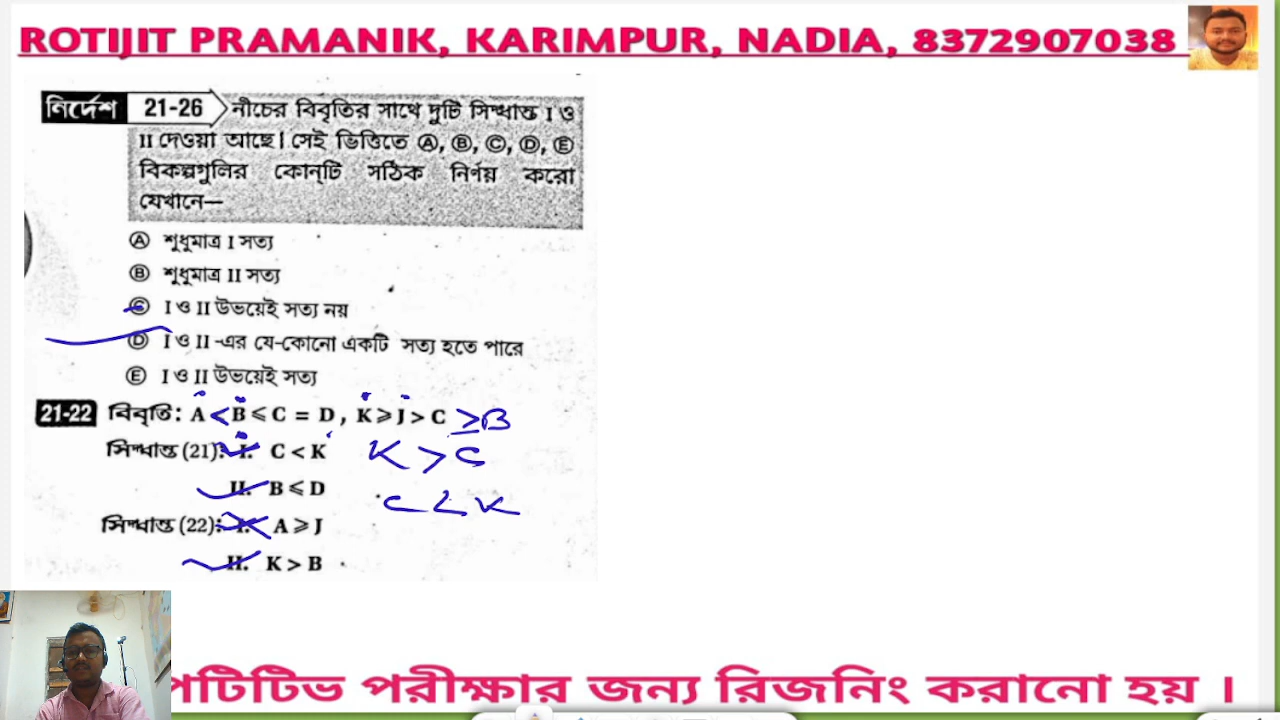 ROTIJIT PRAMANIK, KARIMPUR, NADIA, 8372907038
নির্দেশ 21-26 নীচের বিবৃতির সাথে দুটি সিদ্ধান্ত I ও
II দেওয়া আছে। সেই ভিত্তিতে Ⓐ, Ⓑ, Ⓒ, Ⓓ, Ⓔ
বিকল্পগুলির কোন্‌টি সঠিক নির্ণয় করো
যেখানে—
Ⓐ শুধুমাত্র I সত্য
Ⓑ শুধুমাত্র II সত্য
Ⓒ I ও II উভয়েই সত্য নয়
Ⓓ I ও II -এর যে-কোনো একটি সত্য হতে পারে
Ⓔ I ও II উভয়েই সত্য
21-22 বিবৃতি: A < B ⩽ C = D, K ⩾ J > C ≥ B
সিদ্ধান্ত (21): I. C < K K > C
II. B ⩽ D C < K
সিদ্ধান্ত (22): I. A ⩾ J
II. K > B
পটিটিভ পরীক্ষার জন্য রিজনিং করানো হয় ।